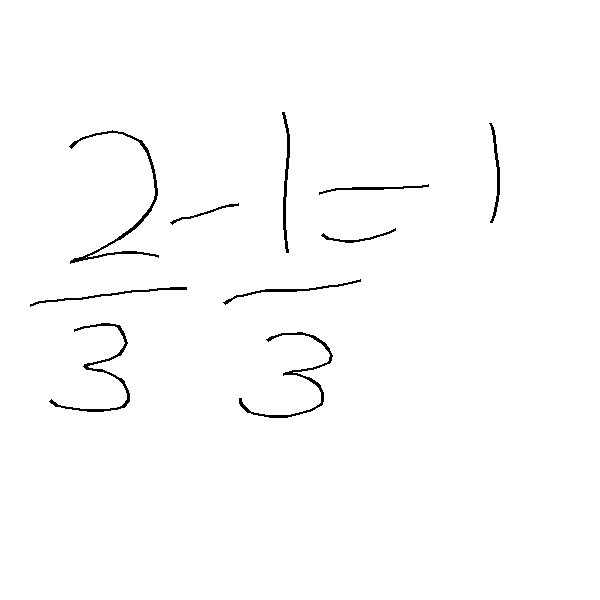 2/3 - 1/3 = 1